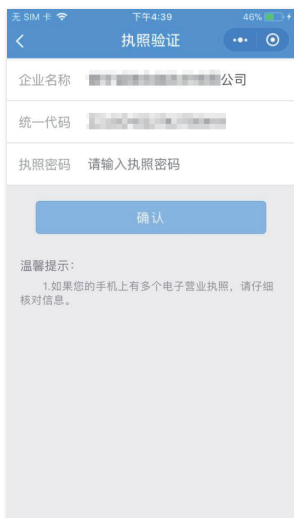 无 SIM 卡 下午4:39 46%
执照验证
企业名称 公司
统一代码
执照密码 请输入执照密码
确认
温馨提示：
1.如果您的手机上有多个电子营业执照，请仔细
核对信息。